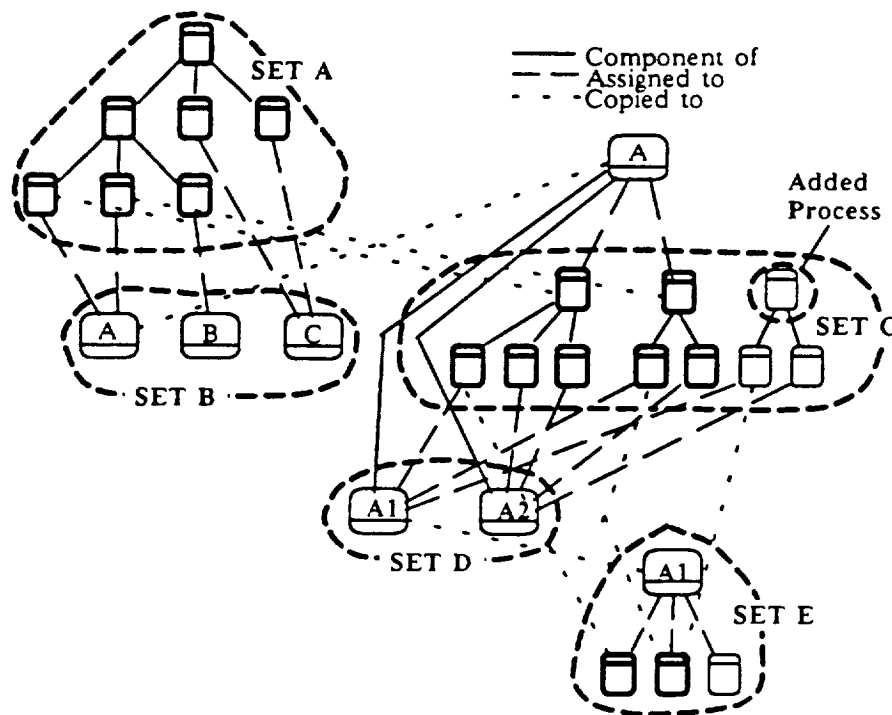 SET A
Component of
Assigned to
Copied to
A
Added
Process
A
B
C
SET C
SET B
A1
A2
SET D
A1
SET E